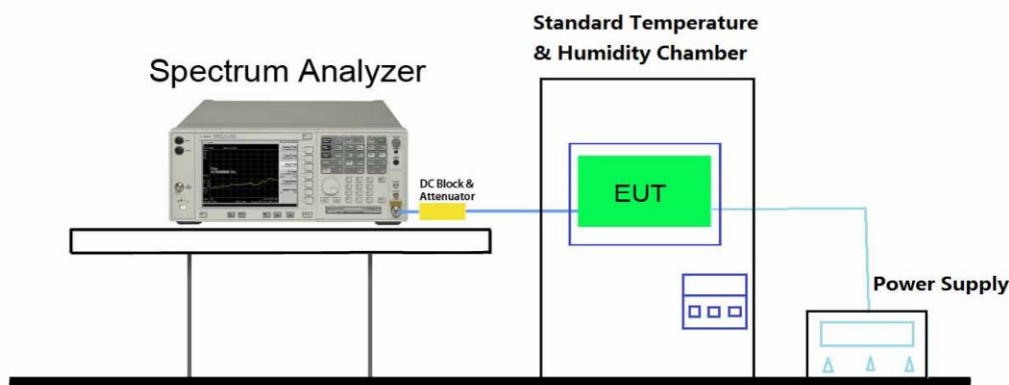 Standard Temperature
& Humidity Chamber
Spectrum Analyzer
DC Block &
Attenuator
EUT
Power Supply